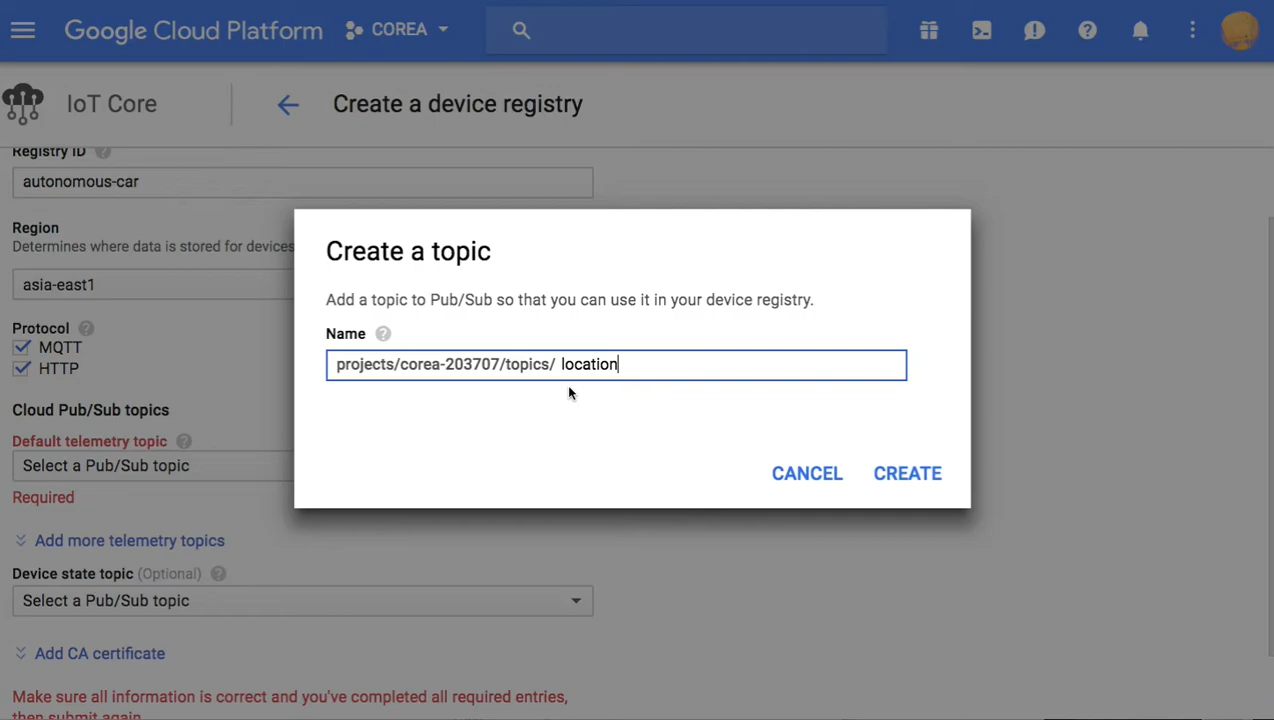 Google Cloud Platform COREA
IoT Core Create a device registry
Registry ID
autonomous-car
Region
Determines where data is stored for devices
asia-east1
Protocol
MQTT
HTTP
Cloud Pub/Sub topics
Default telemetry topic
Select a Pub/Sub topic
Required
Add more telemetry topics
Device state topic (Optional)
Select a Pub/Sub topic
Add CA certificate
Make sure all information is correct and you've completed all required entries,
then submit again.
Create a topic
Add a topic to Pub/Sub so that you can use it in your device registry.
Name
projects/corea-203707/topics/ location
CANCEL CREATE